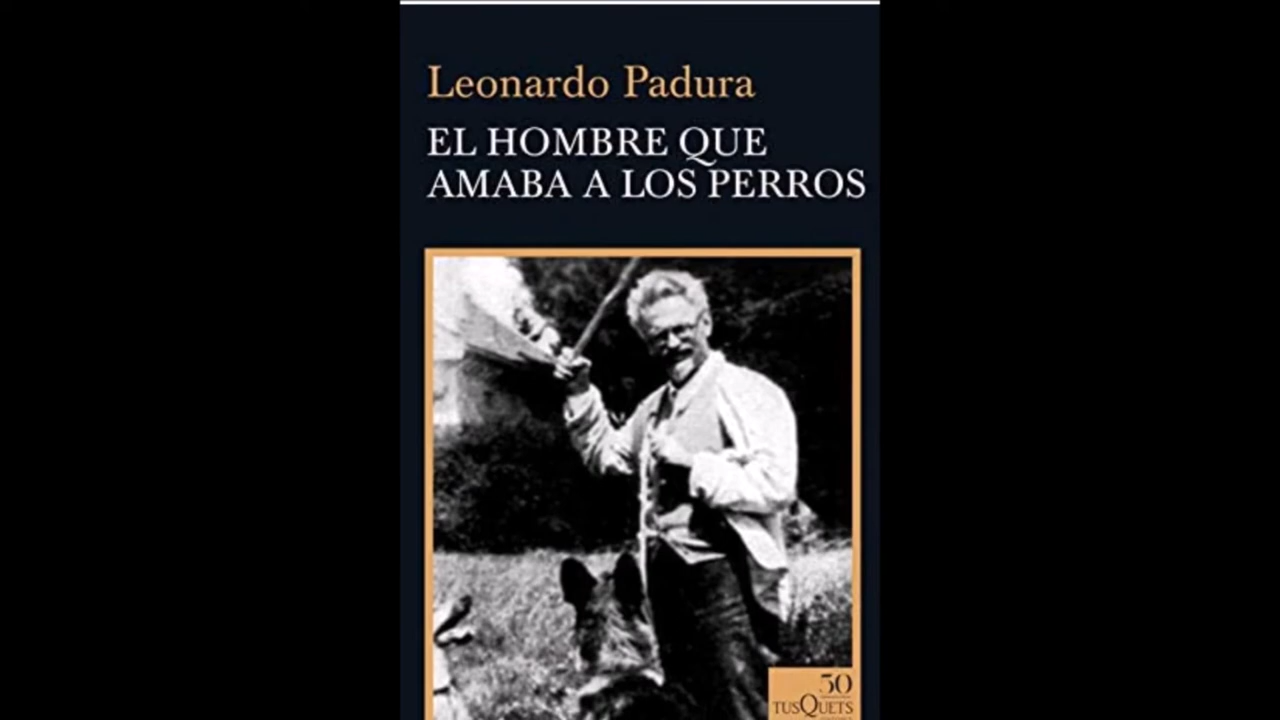 Leonardo Padura
EL HOMBRE QUE
AMABA A LOS PERROS
50
TUSQUETS